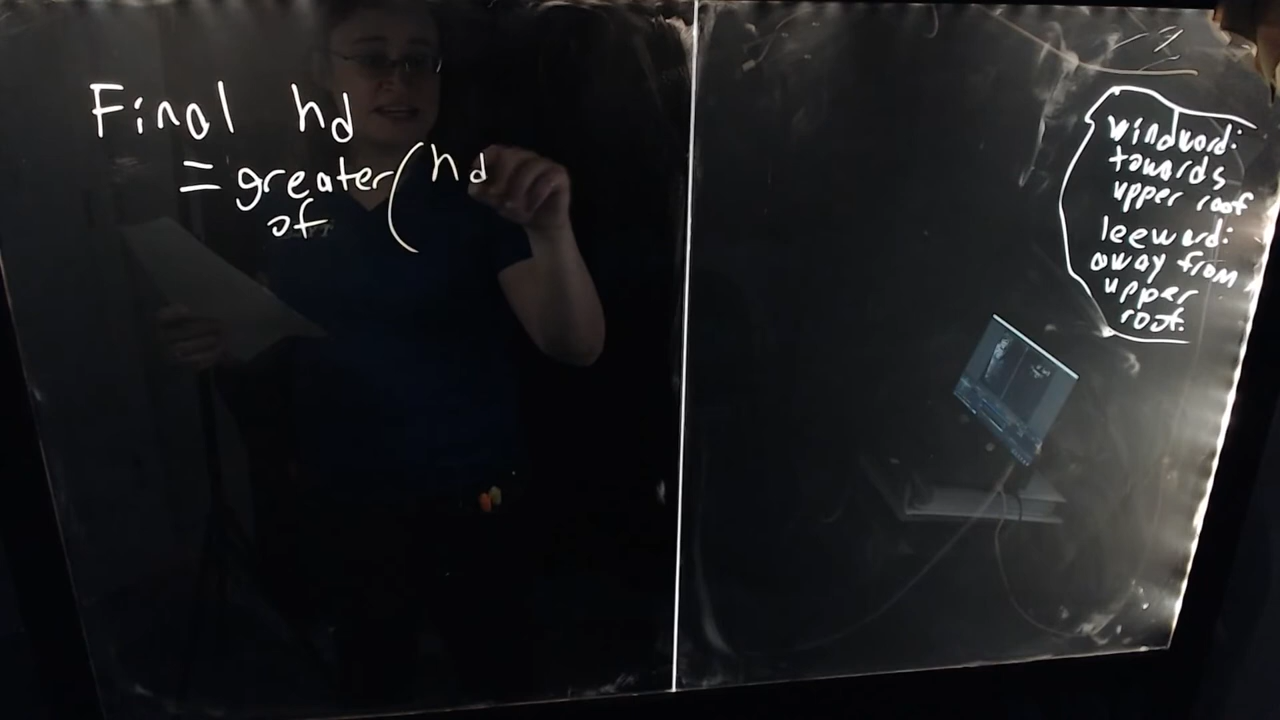 Final hd
= greater ( hd
of
windward:
towards
upper roof
leeward:
away from
upper
roof.